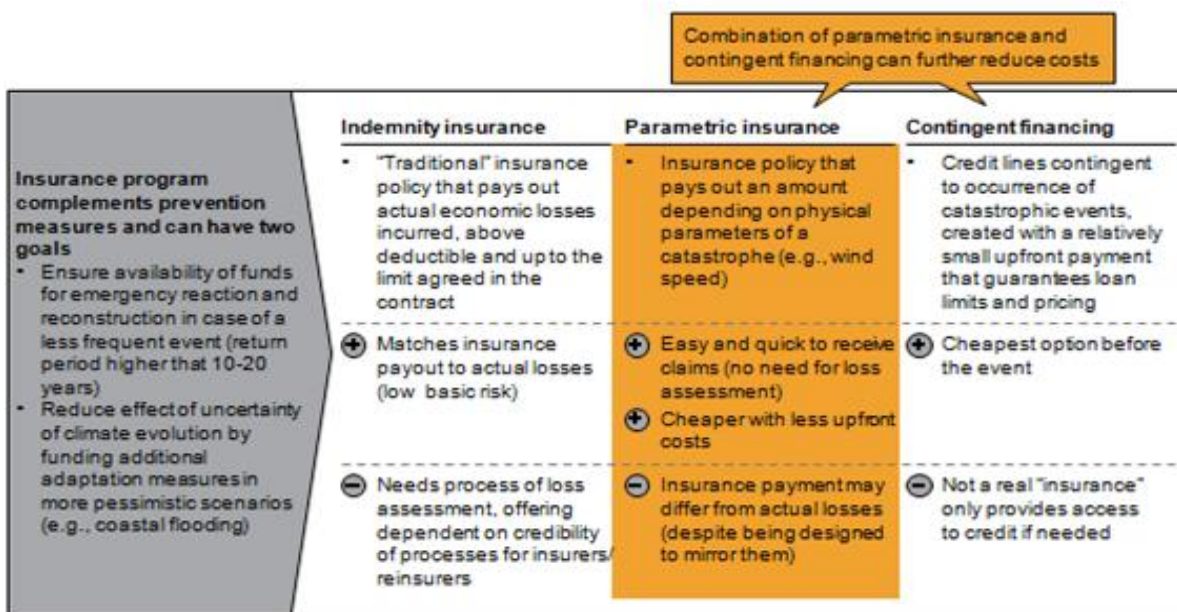 Combination of parametric insurance and
contingent financing can further reduce costs
Insurance program
complements prevention
measures and can have two
goals
• Ensure availability of funds
for emergency reaction and
reconstruction in case of a
less frequent event (return
period higher that 10-20
years)
• Reduce effect of uncertainty
of climate evolution by
funding additional
adaptation measures in
more pessimistic scenarios
(e.g., coastal flooding)
Indemnity insurance
• "Traditional" insurance
policy that pays out
actual economic losses
incurred, above
deductible and up to the
limit agreed in the
contract
+ Matches insurance
payout to actual losses
(low basic risk)
− Needs process of loss
assessment, offering
dependent on credibility
of processes for insurers/
reinsurers
Parametric insurance
• Insurance policy that
pays out an amount
depending on physical
parameters of a
catastrophe (e.g., wind
speed)
+ Easy and quick to receive
claims (no need for loss
assessment)
+ Cheaper with less upfront
costs
− Insurance payment may
differ from actual losses
(despite being designed
to mirror them)
Contingent financing
• Credit lines contingent
to occurrence of
catastrophic events,
created with a relatively
small upfront payment
that guarantees loan
limits and pricing
+ Cheapest option before
the event
− Not a real "insurance"
only provides access
to credit if needed